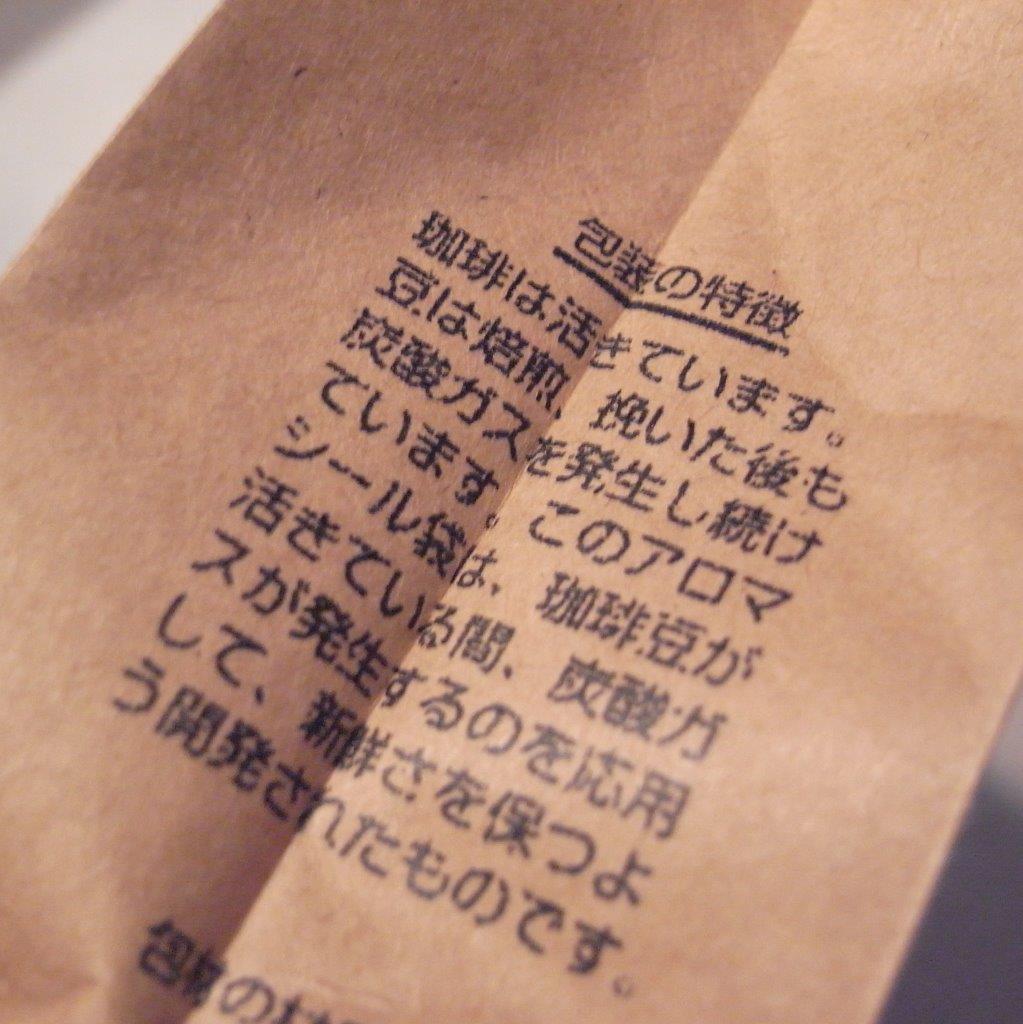 包装の特徴
珈琲は活きています。
豆は焙煎、挽いた後も
炭酸ガスを発生し続け
ています。このアロマ
シール袋は、珈琲豆が
活きている間、炭酸ガ
スが発生するのを応用
して、新鮮さを保つよ
う開発されたものです。
包材の材